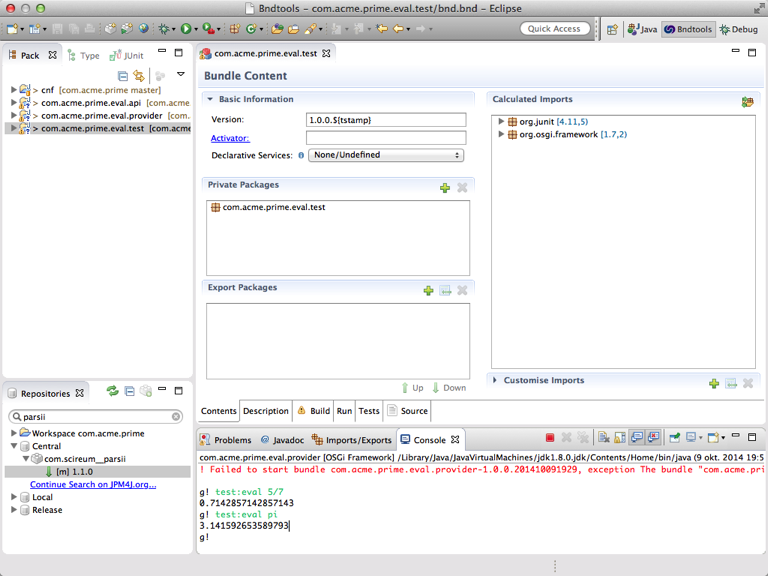 Bndtools – com.acme.prime.eval.test/bnd.bnd – Eclipse
Quick Access
Java
Bndtools
Debug
Pack
Type
JUnit
> cnf [com.acme.prime master]
> com.acme.prime.eval.api [com.acme
> com.acme.prime.eval.provider [co
> com.acme.prime.eval.test [com.acme
com.acme.prime.eval.test
Bundle Content
Basic Information
Version:
1.0.0.${tstamp}
Activator:
Declarative Services:
None/Undefined
Private Packages
com.acme.prime.eval.test
Export Packages
Up
Down
Calculated Imports
org.junit [4.11,5)
org.osgi.framework [1.7,2)
Customise Imports
Contents
Description
Build
Run
Tests
Source
Repositories
parsii
Workspace com.acme.prime
Central
com.scireum__parsii
[m] 1.1.0
Continue Search on JPM4J.org...
Local
Release
Problems
Javadoc
Imports/Exports
Console
com.acme.prime.eval.provider [OSGi Framework] /Library/Java/JavaVirtualMachines/jdk1.8.0.jdk/Contents/Home/bin/java (9 okt. 2014 19:5
! Failed to start bundle com.acme.prime.eval.provider-1.0.0.201410091929, exception The bundle "com.acme.pri
g! test:eval 5/7
0.7142857142857143
g! test:eval pi
3.141592653589793
g!